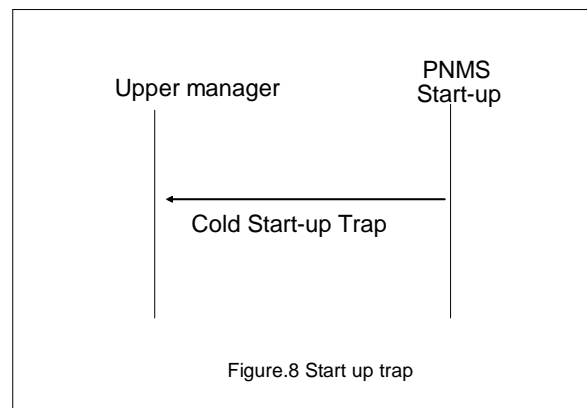 Upper manager
PNMS
Start-up
Cold Start-up Trap
Figure.8 Start up trap